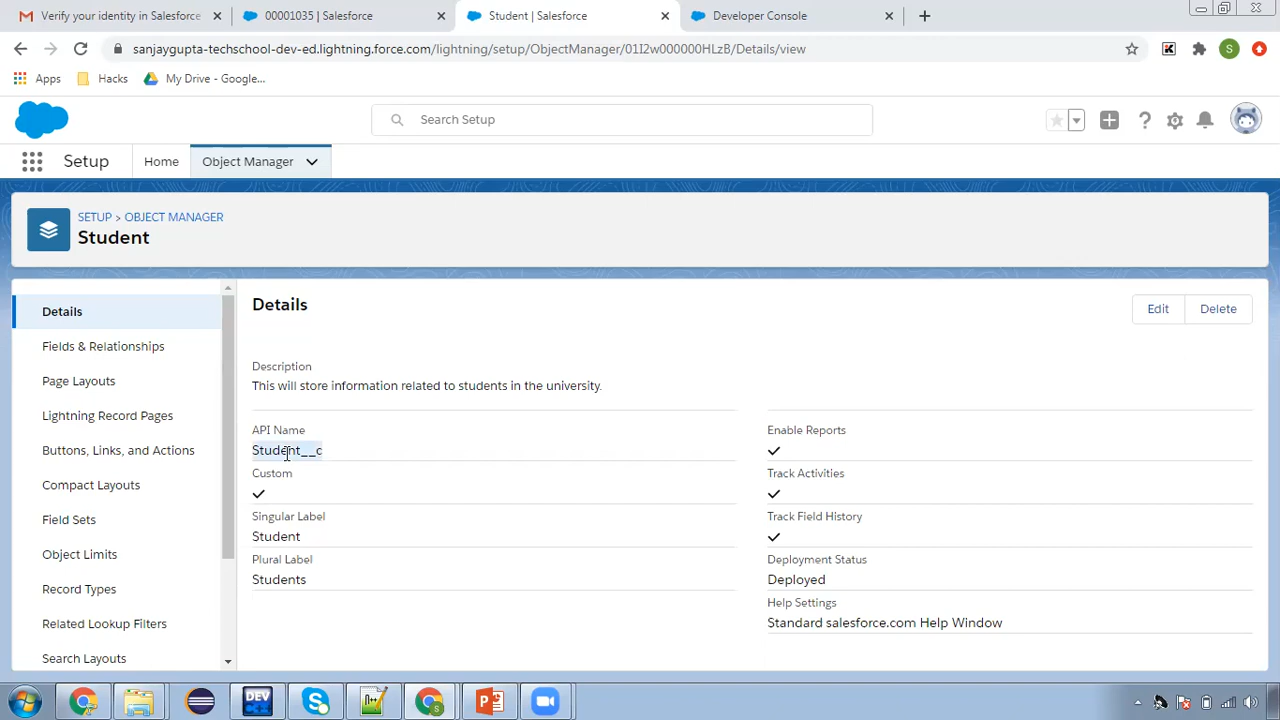 Verify your identity in Salesforce
00001035 | Salesforce
Student | Salesforce
Developer Console
sanjaygupta-techschool-dev-ed.lightning.force.com/lightning/setup/ObjectManager/01I2w000000HLzB/Details/view
K
S
Apps
Hacks
My Drive - Google...
Search Setup
Setup
Home
Object Manager
SETUP > OBJECT MANAGER
Student
Details
Fields & Relationships
Page Layouts
Lightning Record Pages
Buttons, Links, and Actions
Compact Layouts
Field Sets
Object Limits
Record Types
Related Lookup Filters
Search Layouts
Details
Edit
Delete
Description
This will store information related to students in the university.
API Name
Student__c
Custom
Singular Label
Student
Plural Label
Students
Enable Reports
Track Activities
Track Field History
Deployment Status
Deployed
Help Settings
Standard salesforce.com Help Window
DEV
S